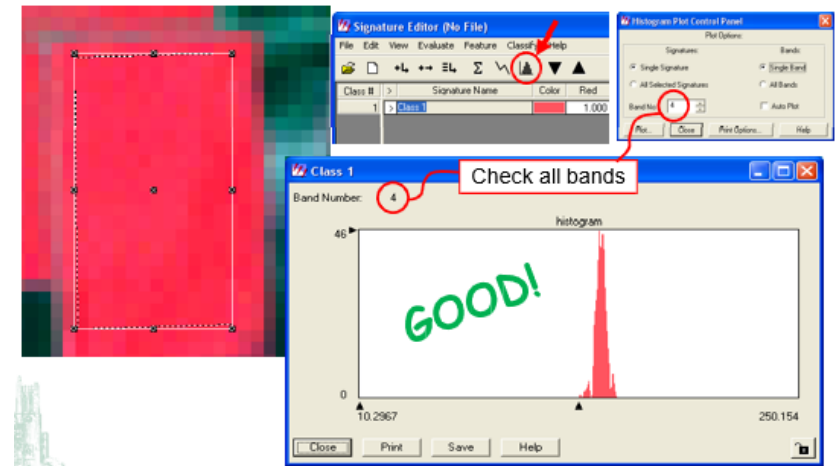 Signature Editor (No File)
File Edit View Evaluate Feature Classify Help
Class # > Signature Name Color Red
1 > Class 1 1.000
Histogram Plot Control Panel
Plot Options:
Signatures: Bands:
Single Signature Single Band
All Selected Signatures All Bands
Band No: 4 Auto Plot
Plot... Close Print Options... Help
Check all bands
Class 1
Band Number: 4
histogram
46
GOOD!
0
10.2967 250.154
Close Print Save Help